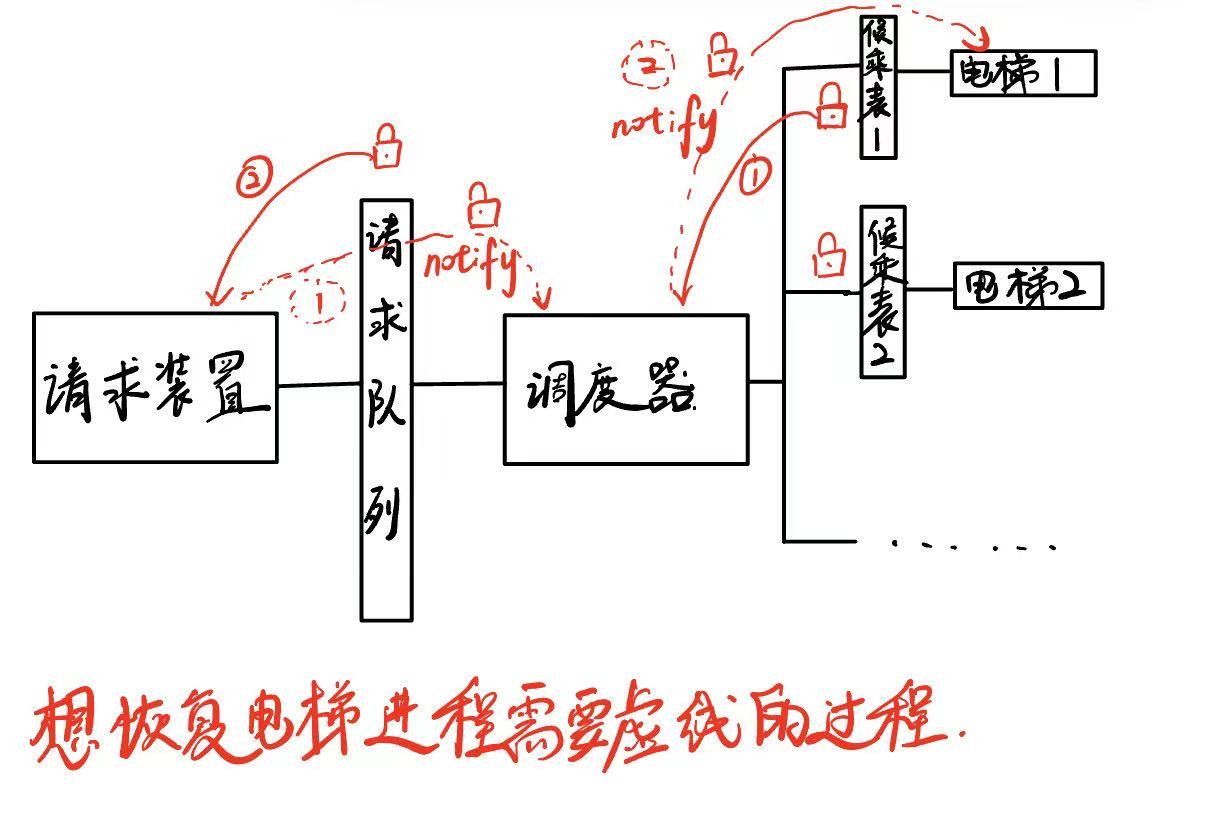 ②
notify
候乘表1
电梯1
①
②
请求队列
notify
①
候乘表2
电梯2
请求装置
调度器
......
想恢复电梯进程需要虚线的过程.